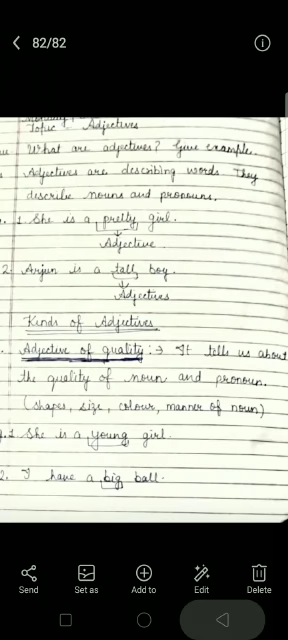 82/82
Topic - Adjectives
What are adjectives? Give example.
Adjectives are describing words They
describe nouns and pronouns.
1 She is a pretty girl.
Adjective
2. Arjun is a tall boy.
Adjectives
Kinds of Adjectives
Adjective of quality :→ It tells us about
the quality of noun and pronoun.
(shapes, size, colour, manner of noun)
1 She is a young girl.
2. I have a big ball.
Send Set as Add to Edit Delete